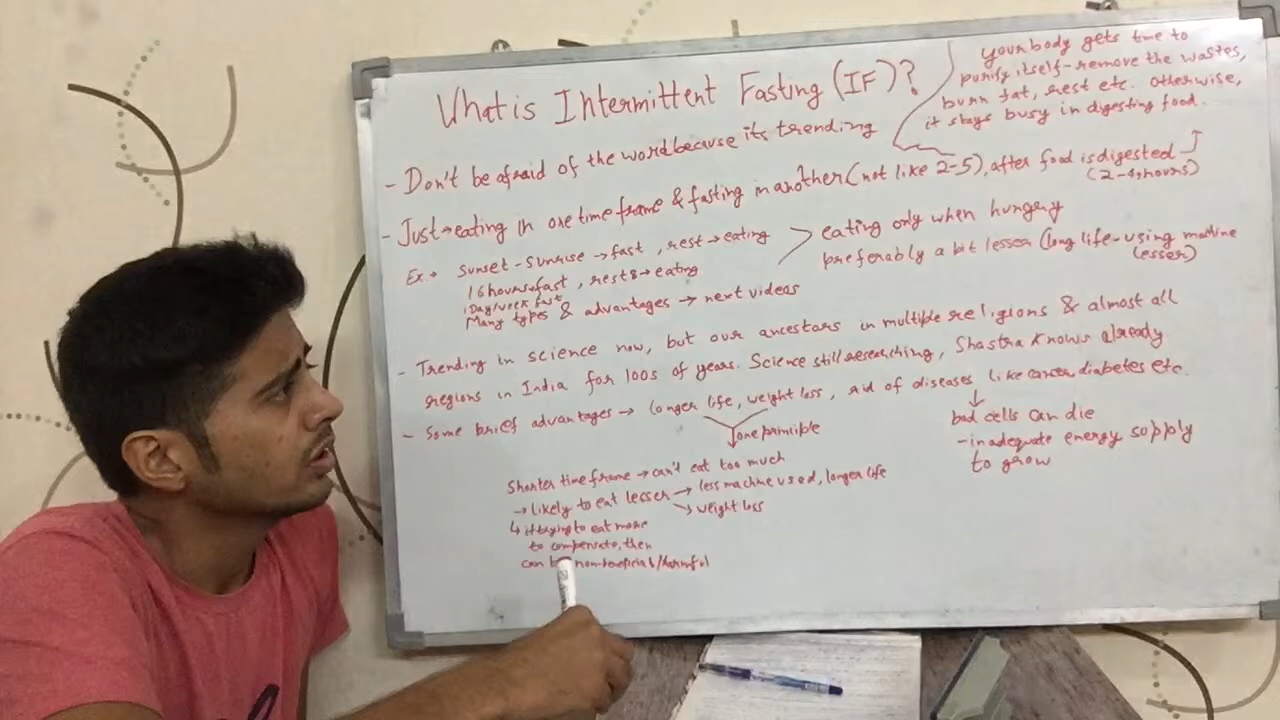 What is Intermittent Fasting (IF)?
your body gets time to
purify itself - remove the wastes,
burn fat, rest etc. Otherwise,
it stays busy in digesting food.
- Don't be afraid of the word because its trending
- Just → eating in one time frame & fasting in another (not like 2-5), after food is digested
(2-4 hours)
Ex → sunset - sunrise → fast, rest → eating
16 hours → fast, rest 8 → eating
1 Day/week fast
Many types & advantages → next videos
eating only when hungry
preferably a bit lesser (long life - using machine
lesser)
- Trending in science now, but our ancestors in multiple religions & almost all
regions in India for 100s of years. Science still researching, Shastra knows already
- Some brief advantages → longer life, weight loss, rid of diseases like cancer, diabetes etc.
one principle
bad cells can die
- inadequate energy supply
to grow
Shorter time frame → can't eat too much
→ likely to eat lesser → less machine used, longer life
→ weight loss
↳ if trying to eat more
to compensate, then
can be non-beneficial/harmful